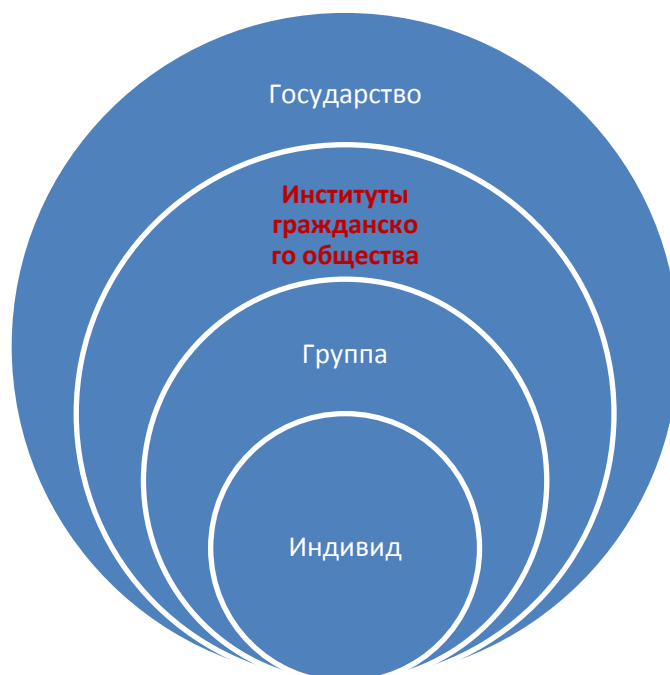 Государство
Институты
гражданско
го общества
Группа
Индивид